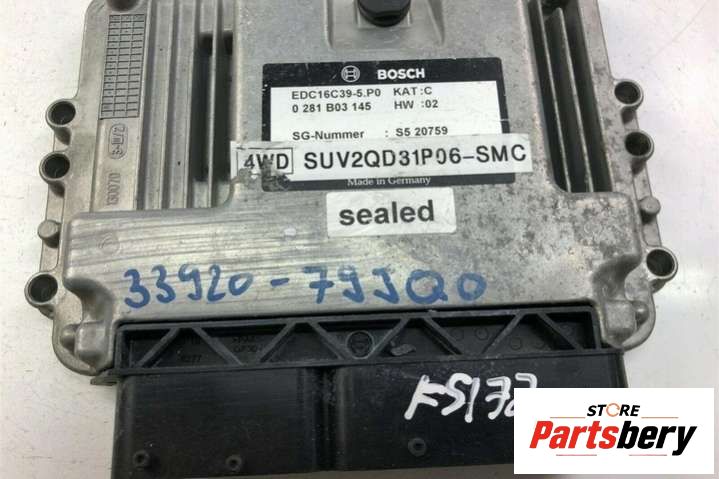 BOSCH
EDC16C39-5.P0 KAT :C
0 281 B03 145 HW :02
SG-Nummer : S5 20759
4WD SUV2QD31P06-SMC
Made in Germany
sealed
33920-79JQ0
STORE
Partsbery